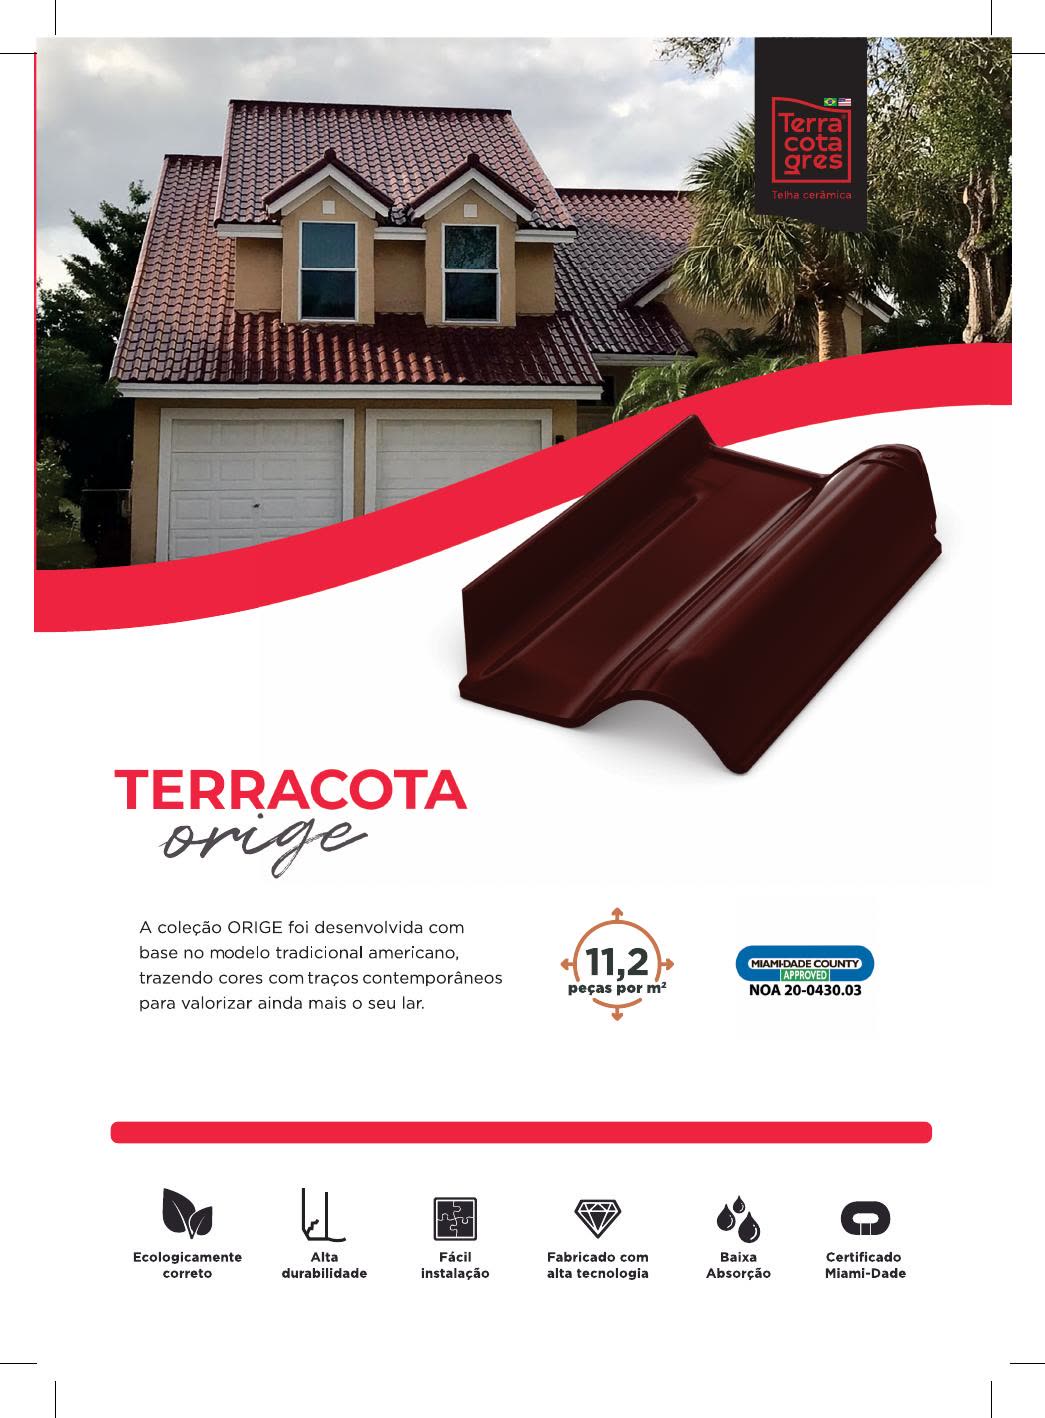 Terra
cota
gres
Telha cerâmica
TERRACOTA
orige
A coleção ORIGE foi desenvolvida com
base no modelo tradicional americano,
trazendo cores com traços contemporâneos
para valorizar ainda mais o seu lar.
11,2
peças por m²
MIAMI-DADE COUNTY
APPROVED
NOA 20-0430.03
Ecologicamente
correto
Alta
durabilidade
Fácil
instalação
Fabricado com
alta tecnologia
Baixa
Absorção
Certificado
Miami-Dade